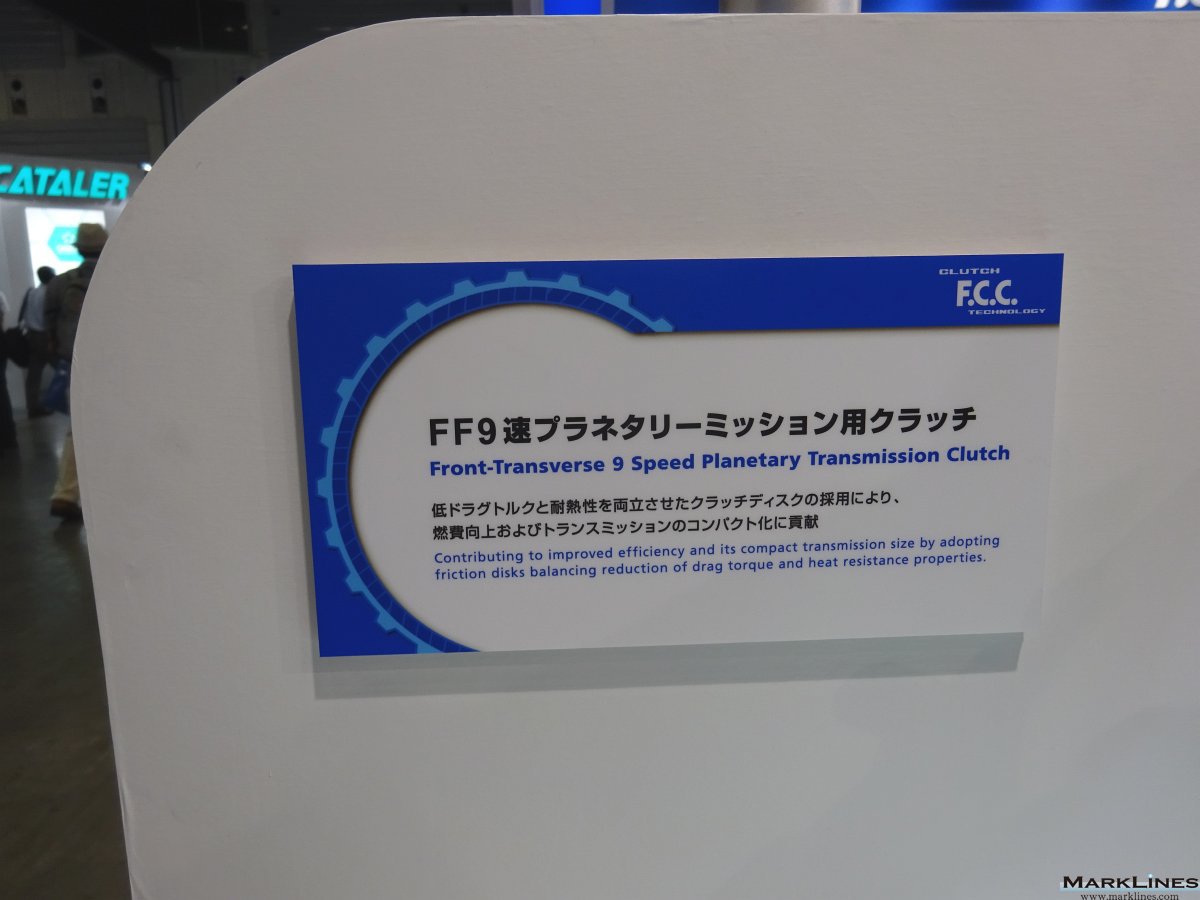 CATALER
CLUTCH
F.C.C.
TECHNOLOGY
FF9速プラネタリーミッション用クラッチ
Front-Transverse 9 Speed Planetary Transmission Clutch
低ドラグトルクと耐熱性を両立させたクラッチディスクの採用により、
燃費向上およびトランスミッションのコンパクト化に貢献
Contributing to improved efficiency and its compact transmission size by adopting
friction disks balancing reduction of drag torque and heat resistance properties.
MARKLINES
www.marklines.com